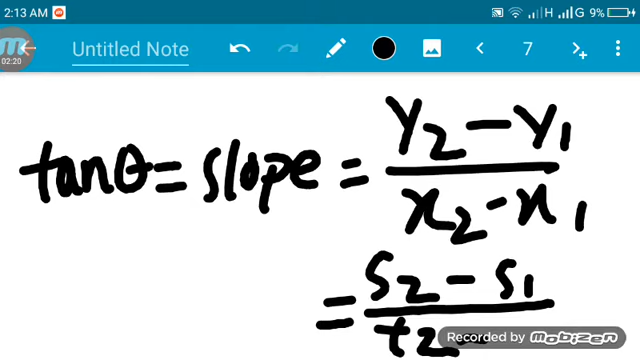 2:13 AM H G 9%
02:20 Untitled Note 7
tanθ = slope = y₂ − y₁ / x₂ − x₁
= s₂ − s₁ / t₂ −
RECORDED BY MOBIZEN